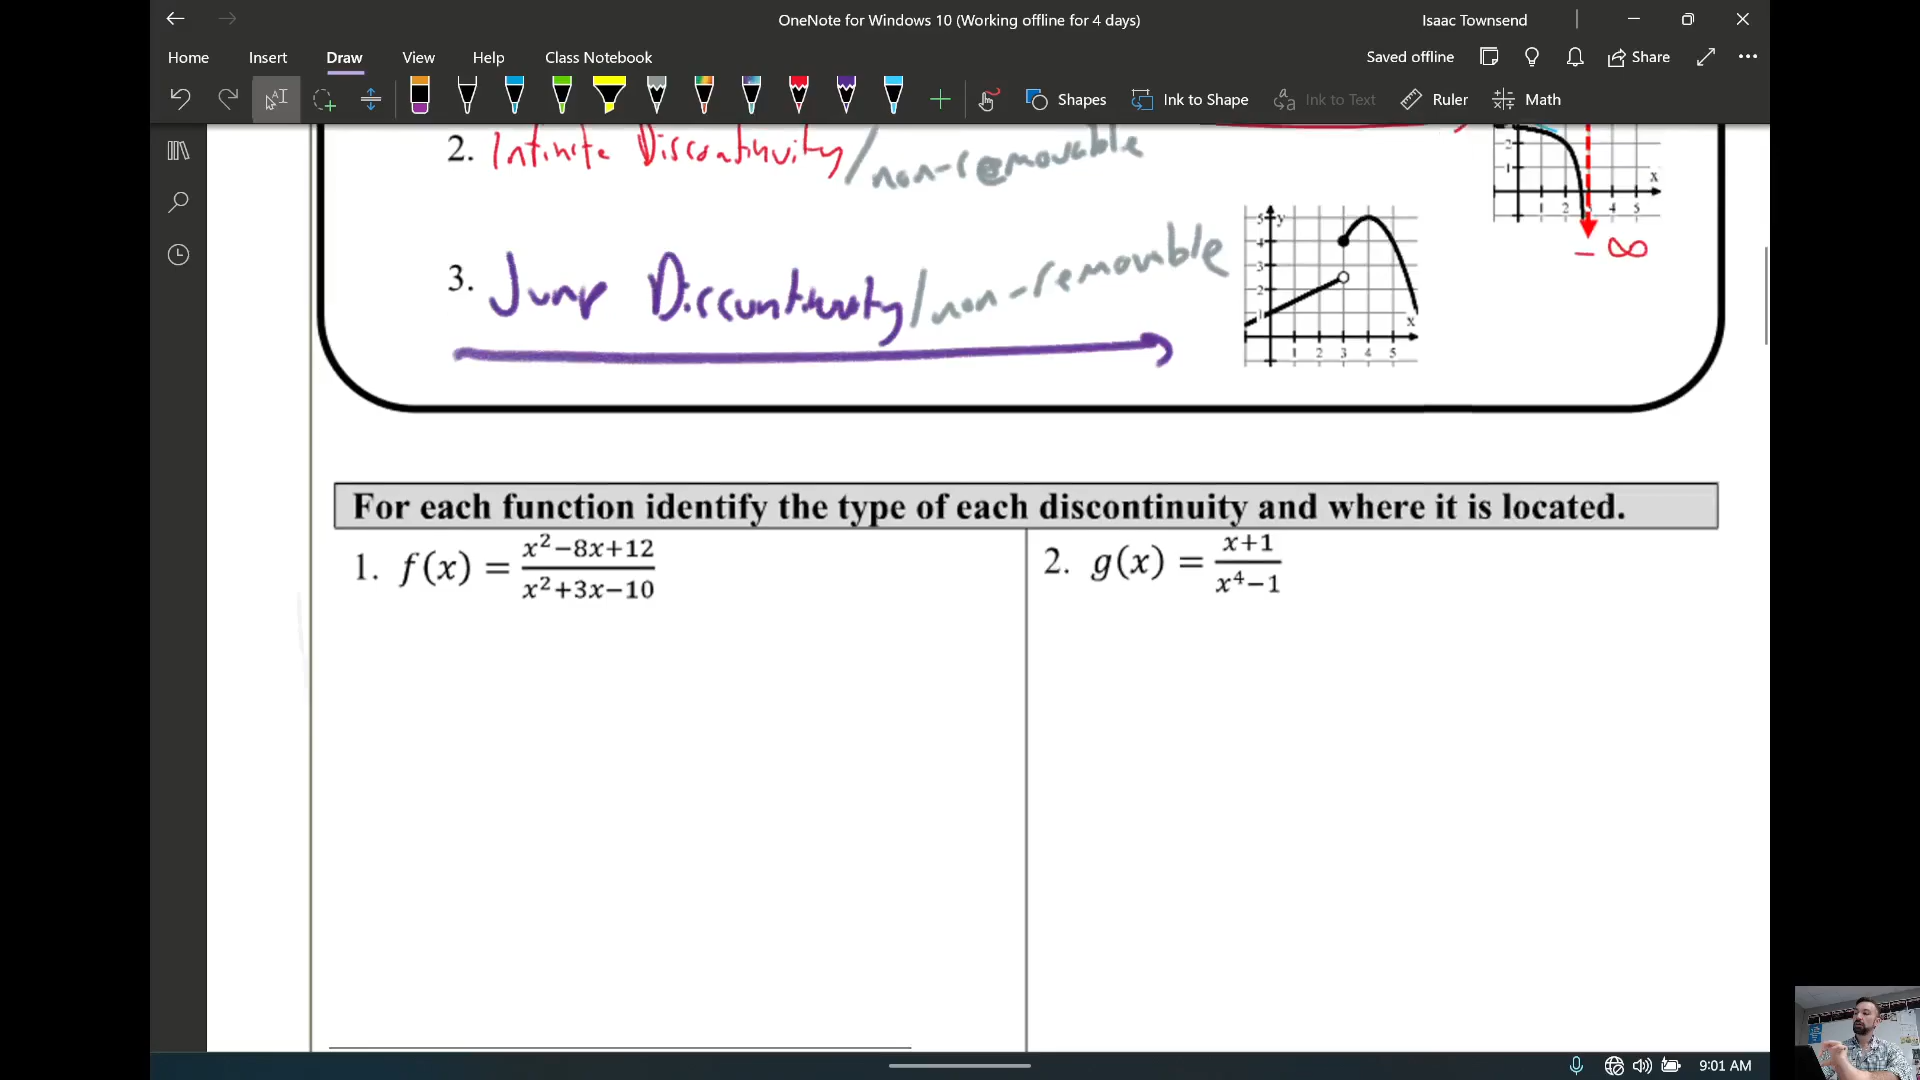 OneNote for Windows 10 (Working offline for 4 days)
Isaac Townsend
Home Insert Draw View Help Class Notebook
Saved offline Share
Shapes Ink to Shape Ink to Text Ruler Math
2. Infinite Discontinuity/non-removable
-∞
3. Jump Discontinuity/non-removable
For each function identify the type of each discontinuity and where it is located.
1. f(x) = \frac{x²−8x+12}{x²+3x−10}
2. g(x) = \frac{x+1}{x⁴−1}
9:01 AM